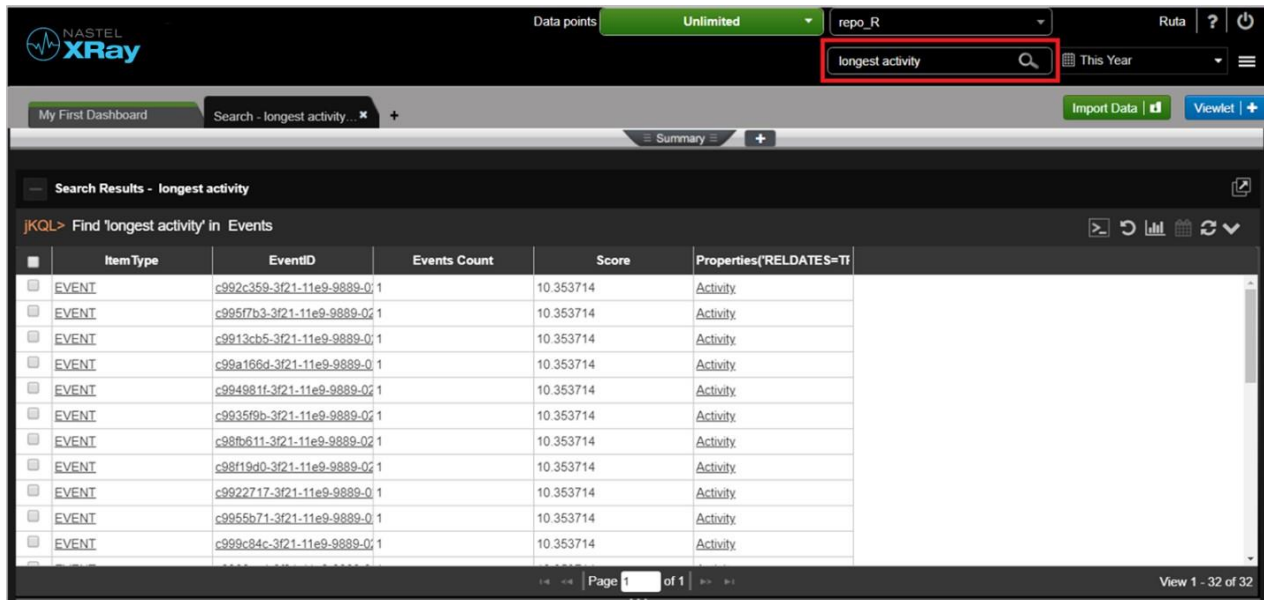 NASTEL
XRay
Data points Unlimited repo_R Ruta ?
longest activity This Year
My First Dashboard Search - longest activity... × + Import Data Viewlet +
Summary +
Search Results - longest activity
jKQL> Find 'longest activity' in Events
ItemType EventID Events Count Score Properties('RELDATES=TF
EVENT c992c359-3f21-11e9-9889-0 1 10.353714 Activity
EVENT c995f7b3-3f21-11e9-9889-02 1 10.353714 Activity
EVENT c9913cb5-3f21-11e9-9889-0 1 10.353714 Activity
EVENT c99a166d-3f21-11e9-9889-0 1 10.353714 Activity
EVENT c994981f-3f21-11e9-9889-02 1 10.353714 Activity
EVENT c9935f9b-3f21-11e9-9889-02 1 10.353714 Activity
EVENT c98fb611-3f21-11e9-9889-02 1 10.353714 Activity
EVENT c98f19d0-3f21-11e9-9889-02 1 10.353714 Activity
EVENT c9922717-3f21-11e9-9889-0 1 10.353714 Activity
EVENT c9955b71-3f21-11e9-9889-0 1 10.353714 Activity
EVENT c999c84c-3f21-11e9-9889-0 1 10.353714 Activity
Page 1 of 1 View 1 - 32 of 32